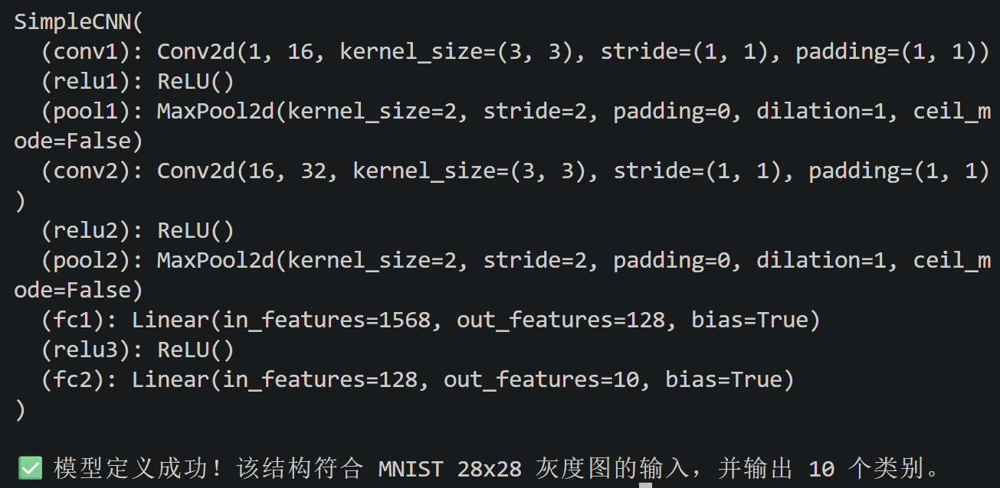 SimpleCNN(
  (conv1): Conv2d(1, 16, kernel_size=(3, 3), stride=(1, 1), padding=(1, 1))
  (relu1): ReLU()
  (pool1): MaxPool2d(kernel_size=2, stride=2, padding=0, dilation=1, ceil_m
ode=False)
  (conv2): Conv2d(16, 32, kernel_size=(3, 3), stride=(1, 1), padding=(1, 1)
)
  (relu2): ReLU()
  (pool2): MaxPool2d(kernel_size=2, stride=2, padding=0, dilation=1, ceil_m
ode=False)
  (fc1): Linear(in_features=1568, out_features=128, bias=True)
  (relu3): ReLU()
  (fc2): Linear(in_features=128, out_features=10, bias=True)
)
✅ 模型定义成功！该结构符合 MNIST 28x28 灰度图的输入，并输出 10 个类别。